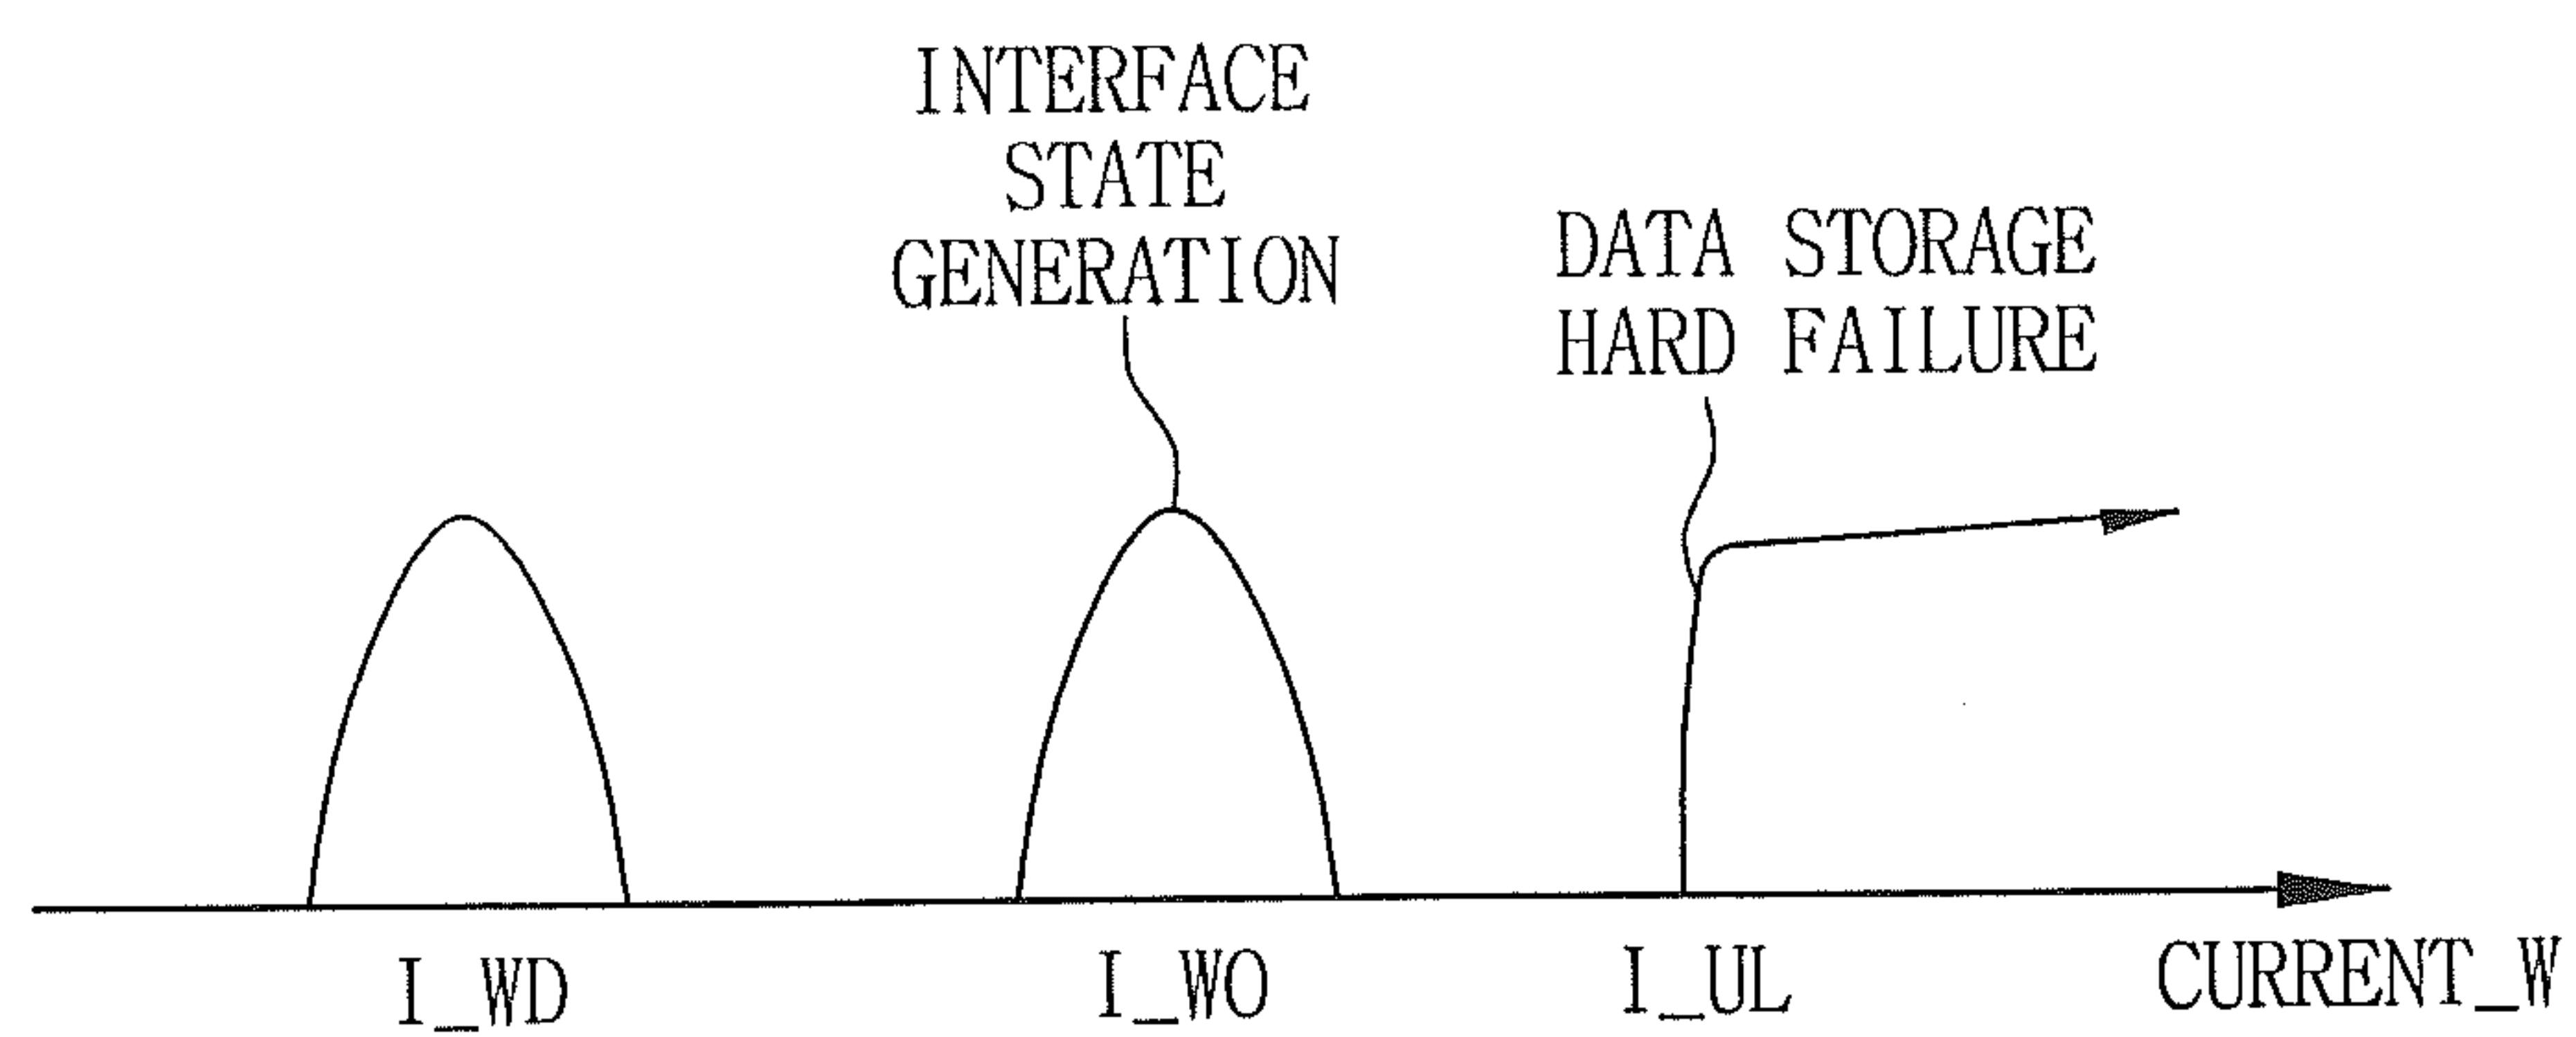 INTERFACE
STATE
GENERATION
DATA STORAGE
HARD FAILURE
I_WD
I_WO
I_UL
CURRENT_W